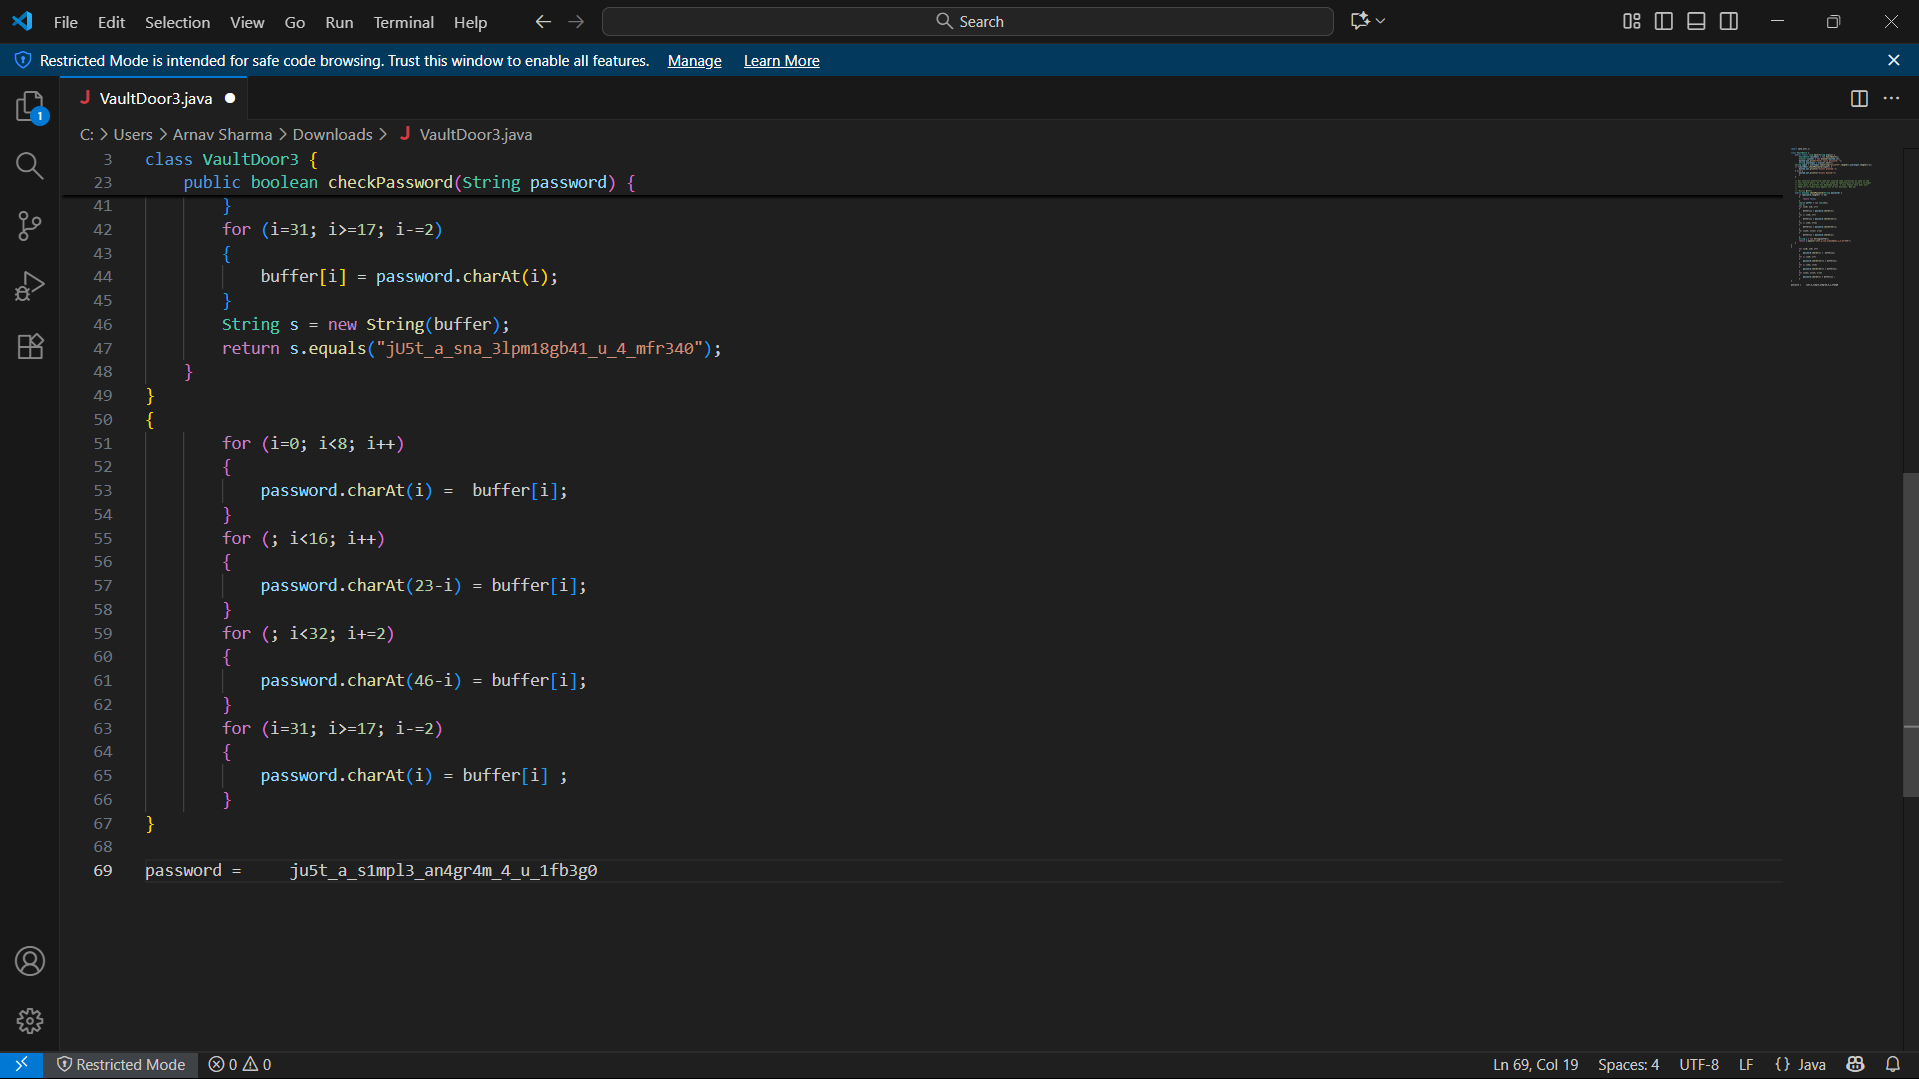 File Edit Selection View Go Run Terminal Help Search
Restricted Mode is intended for safe code browsing. Trust this window to enable all features. Manage Learn More
1
J VaultDoor3.java
C: > Users > Arnav Sharma > Downloads > J VaultDoor3.java
3 class VaultDoor3 {
23 public boolean checkPassword(String password) {
41 }
42 for (i=31; i>=17; i-=2)
43 {
44 buffer[i] = password.charAt(i);
45 }
46 String s = new String(buffer);
47 return s.equals("jU5t_a_sna_3lpm18gb41_u_4_mfr340");
48 }
49 }
50 {
51 for (i=0; i<8; i++)
52 {
53 password.charAt(i) =  buffer[i];
54 }
55 for (; i<16; i++)
56 {
57 password.charAt(23-i) = buffer[i];
58 }
59 for (; i<32; i+=2)
60 {
61 password.charAt(46-i) = buffer[i];
62 }
63 for (i=31; i>=17; i-=2)
64 {
65 password.charAt(i) = buffer[i] ;
66 }
67 }
68
69 password =     ju5t_a_s1mpl3_an4gr4m_4_u_1fb3g0
Restricted Mode 0 0 Ln 69, Col 19 Spaces: 4 UTF-8 LF {} Java